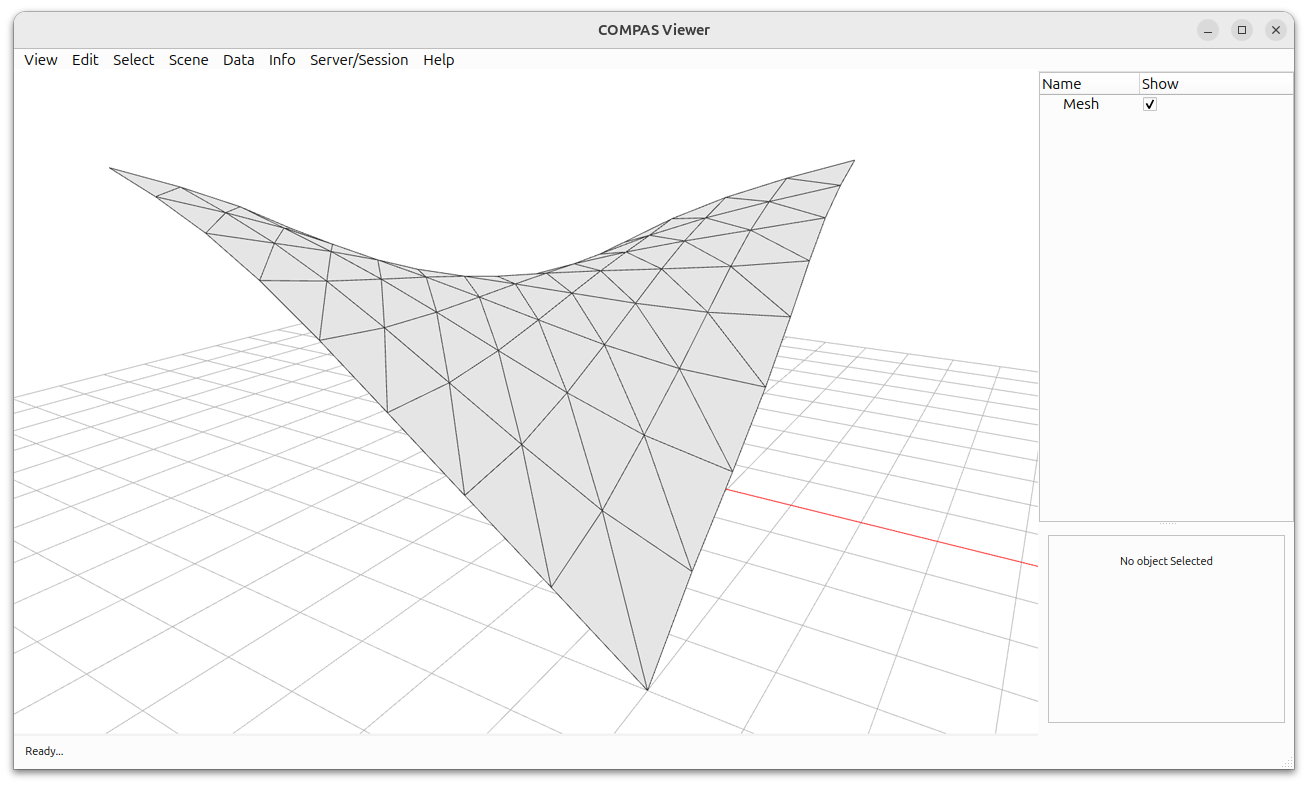 COMPAS Viewer
View Edit Select Scene Data Info Server/Session Help
Name Show
Mesh
No object Selected
Ready...